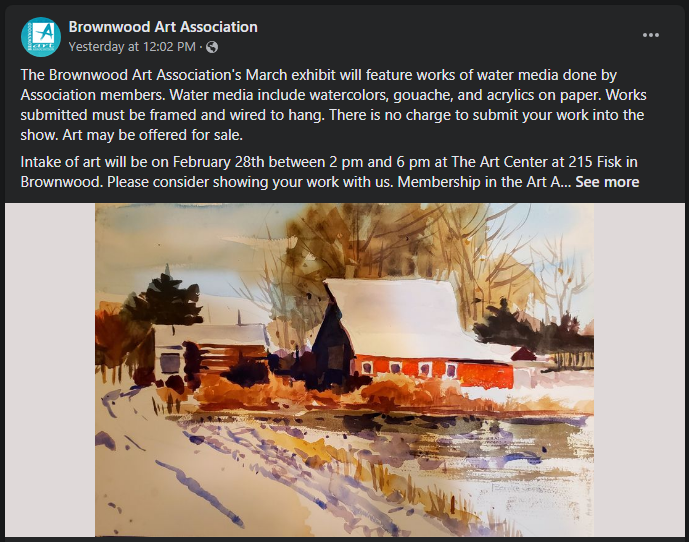 Brownwood Art Association
Yesterday at 12:02 PM ·
The Brownwood Art Association's March exhibit will feature works of water media done by
Association members. Water media include watercolors, gouache, and acrylics on paper. Works
submitted must be framed and wired to hang. There is no charge to submit your work into the
show. Art may be offered for sale.
Intake of art will be on February 28th between 2 pm and 6 pm at The Art Center at 215 Fisk in
Brownwood. Please consider showing your work with us. Membership in the Art A... See more